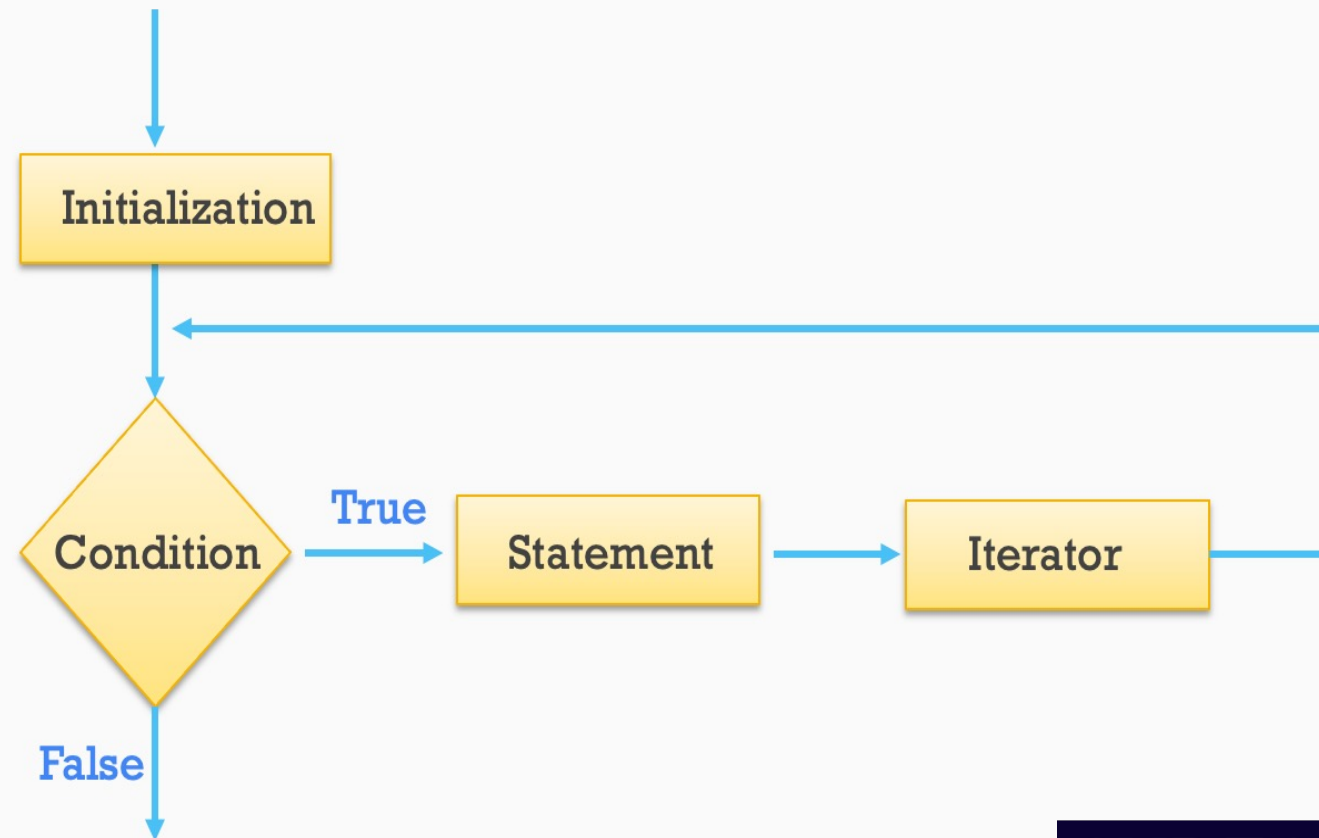 Initialization
True
Condition
Statement
Iterator
False